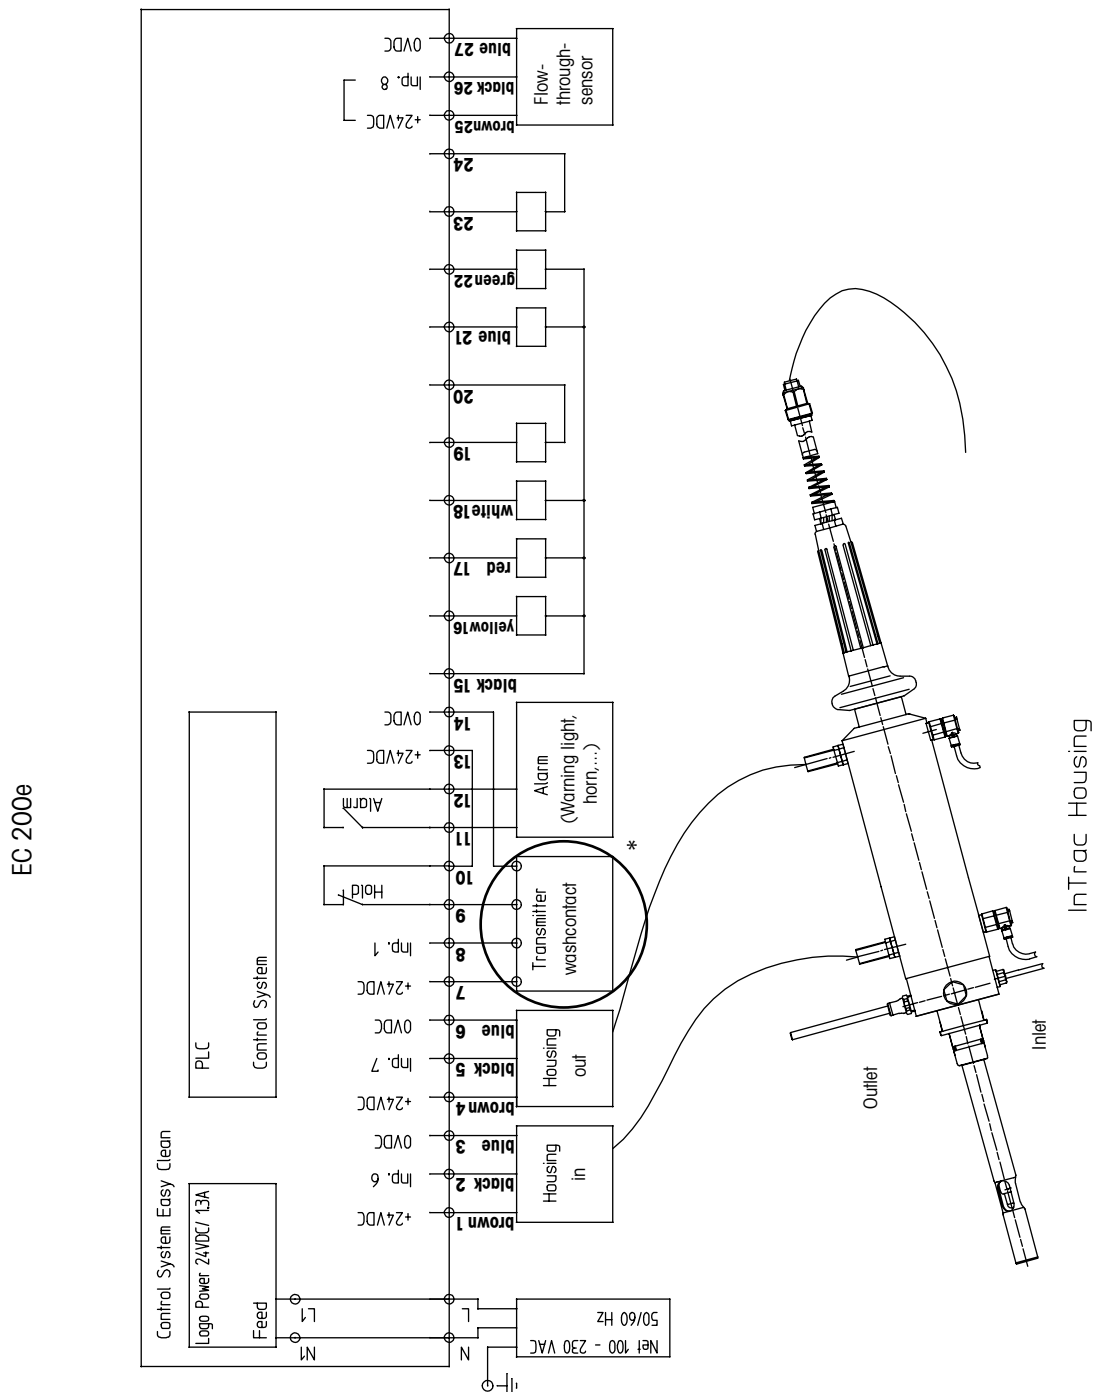 EC 200e
Control System Easy Clean
Logo Power 24VDC/ 1.3A
Feed
PLC
Control System
N1
L1
N
L
Net 100 - 230 VAC
50/60 Hz
+24VDC
brown 1
Inp. 6
black 2
0VDC
blue 3
Housing
in
+24VDC
brown 4
Inp. 7
black 5
0VDC
blue 6
Housing
out
+24VDC
7
Inp. 1
8
Hold
9
10
Transmitter
washcontact
*
Alarm
11
12
+24VDC
13
0VDC
14
Alarm
(Warning light,
horn,...)
black 15
yellow16
red 17
white18
19
20
blue 21
green22
23
24
+24VDC
brown25
Inp. 8
black 26
0VDC
blue 27
Flow-
through-
sensor
Outlet
Inlet
InTrac Housing